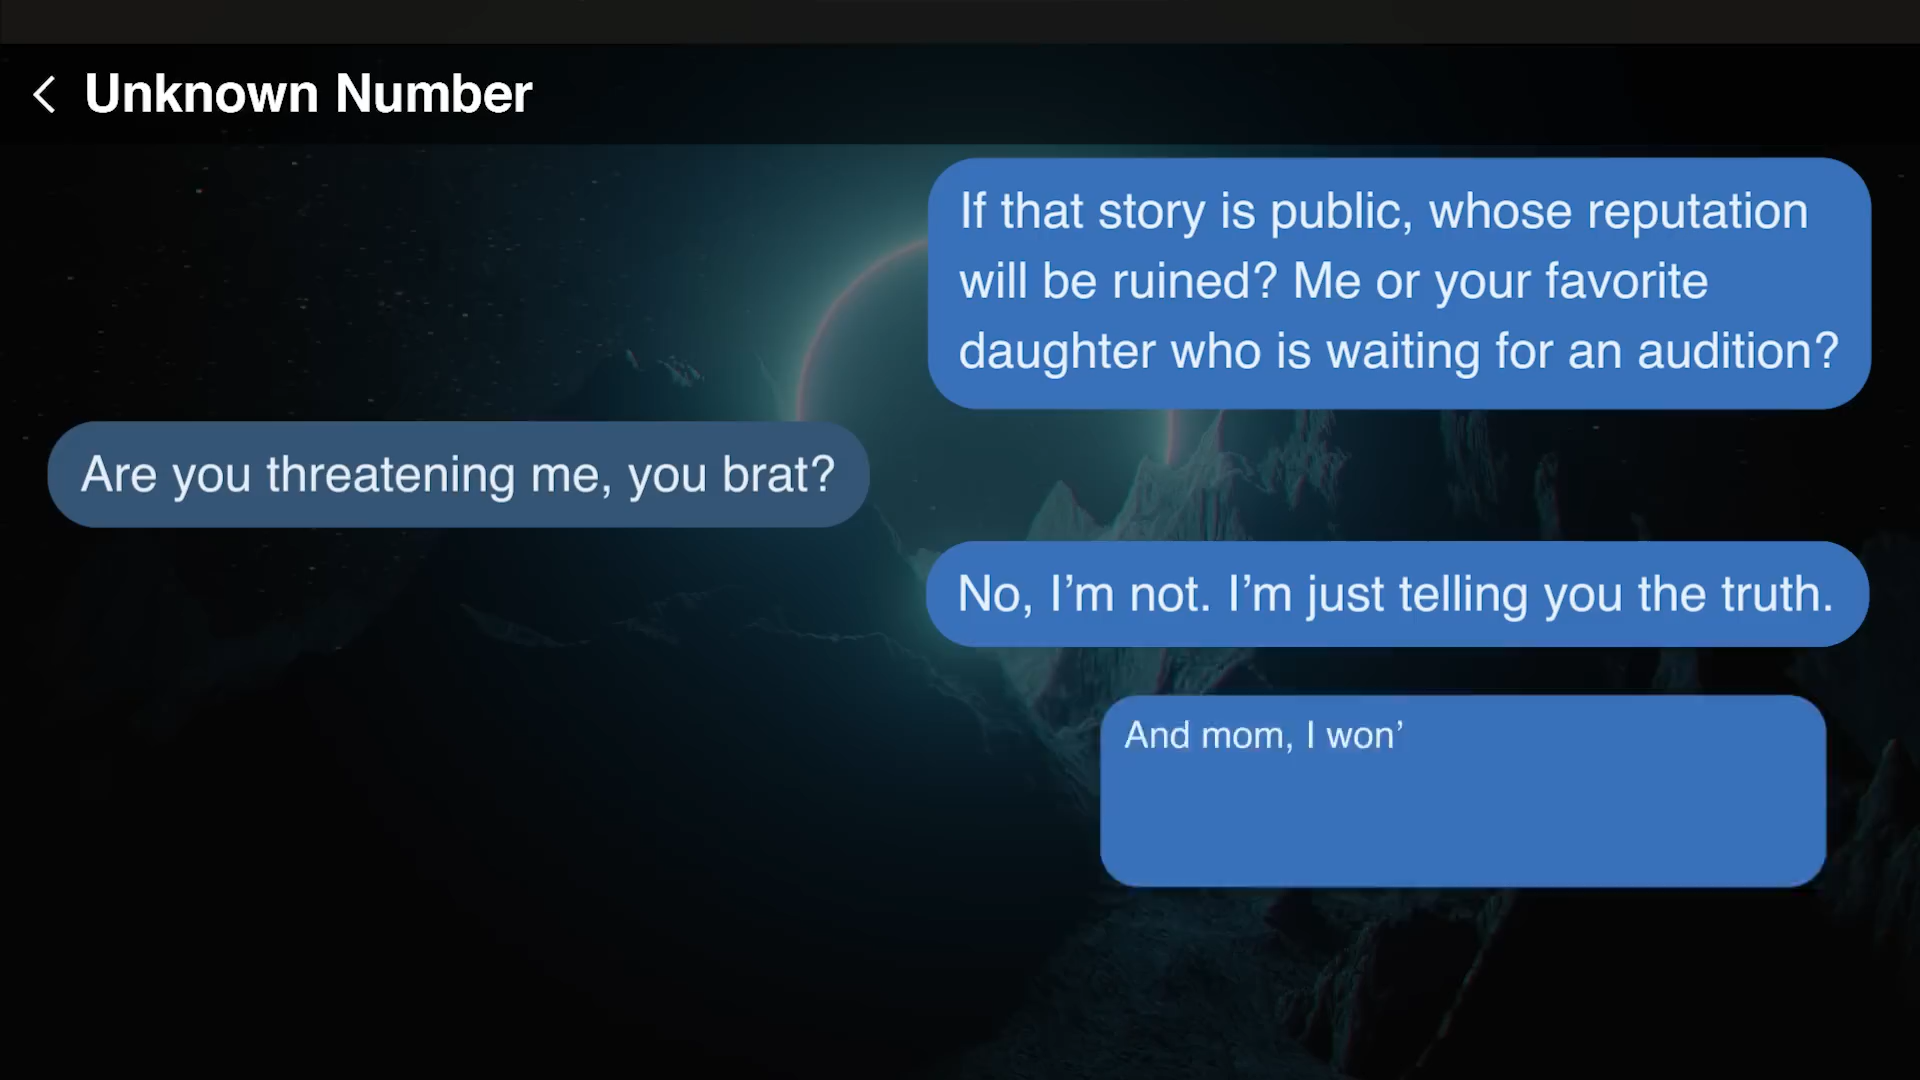 Unknown Number
If that story is public, whose reputation
will be ruined? Me or your favorite
daughter who is waiting for an audition?
Are you threatening me, you brat?
No, I’m not. I’m just telling you the truth.
And mom, I won’